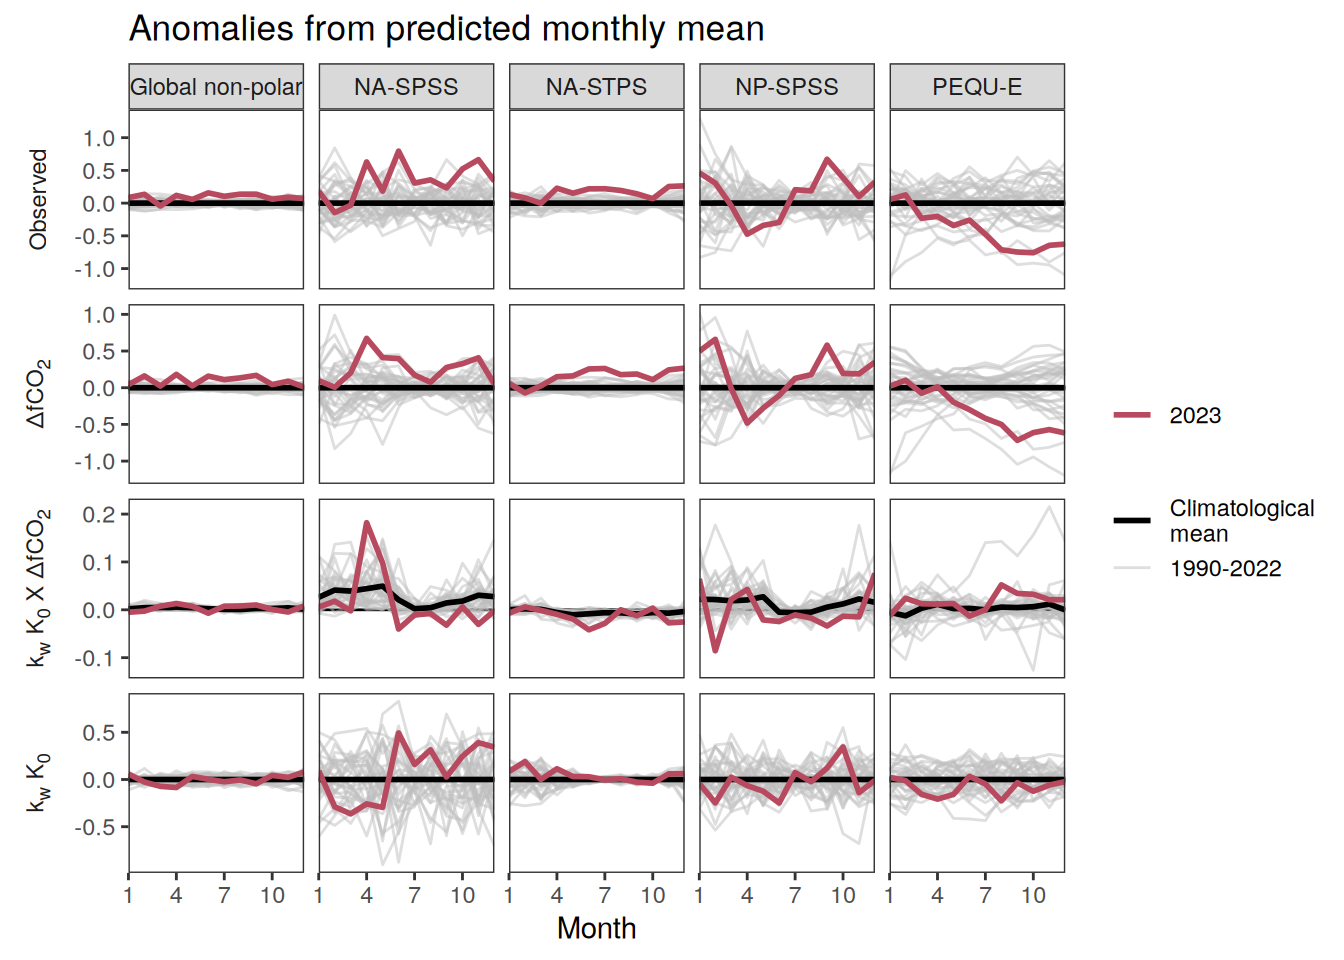 Anomalies from predicted monthly mean
Global non-polar NA-SPSS NA-STPS NP-SPSS PEQU-E
Observed
1.0
0.5
0.0
-0.5
-1.0
ΔfCO₂
1.0
0.5
0.0
-0.5
-1.0
k_w K₀ X ΔfCO₂
0.2
0.1
0.0
-0.1
k_w K₀
0.5
0.0
-0.5
1 4 7 10 1 4 7 10 1 4 7 10 1 4 7 10 1 4 7 10
Month
2023
Climatological
mean
1990-2022